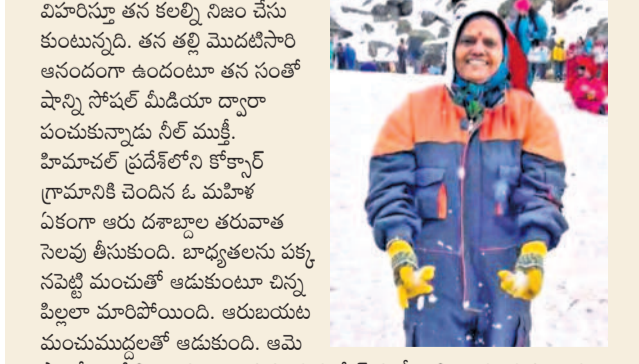 విహరిస్తూ తన కలల్ని నిజం చేసు
కుంటున్నది. తన తల్లి మొదటిసారి
ఆనందంగా ఉందంటూ తన సంతో
షాన్ని సోషల్ మీడియా ద్వారా
పంచుకున్నాడు నీల్ ముక్తీ.
హిమాచల్ ప్రదేశ్‌లోని కోక్సార్
గ్రామానికి చెందిన ఓ మహిళ
ఏకంగా ఆరు దశాబ్దాల తరువాత
సెలవు తీసుకుంది. బాధ్యతలను పక్క
నపెట్టి మంచుతో ఆడుకుంటూ చిన్న
పిల్లలా మారిపోయింది. ఆరుబయట
మంచుముద్దలతో ఆడుకుంది. ఆమె